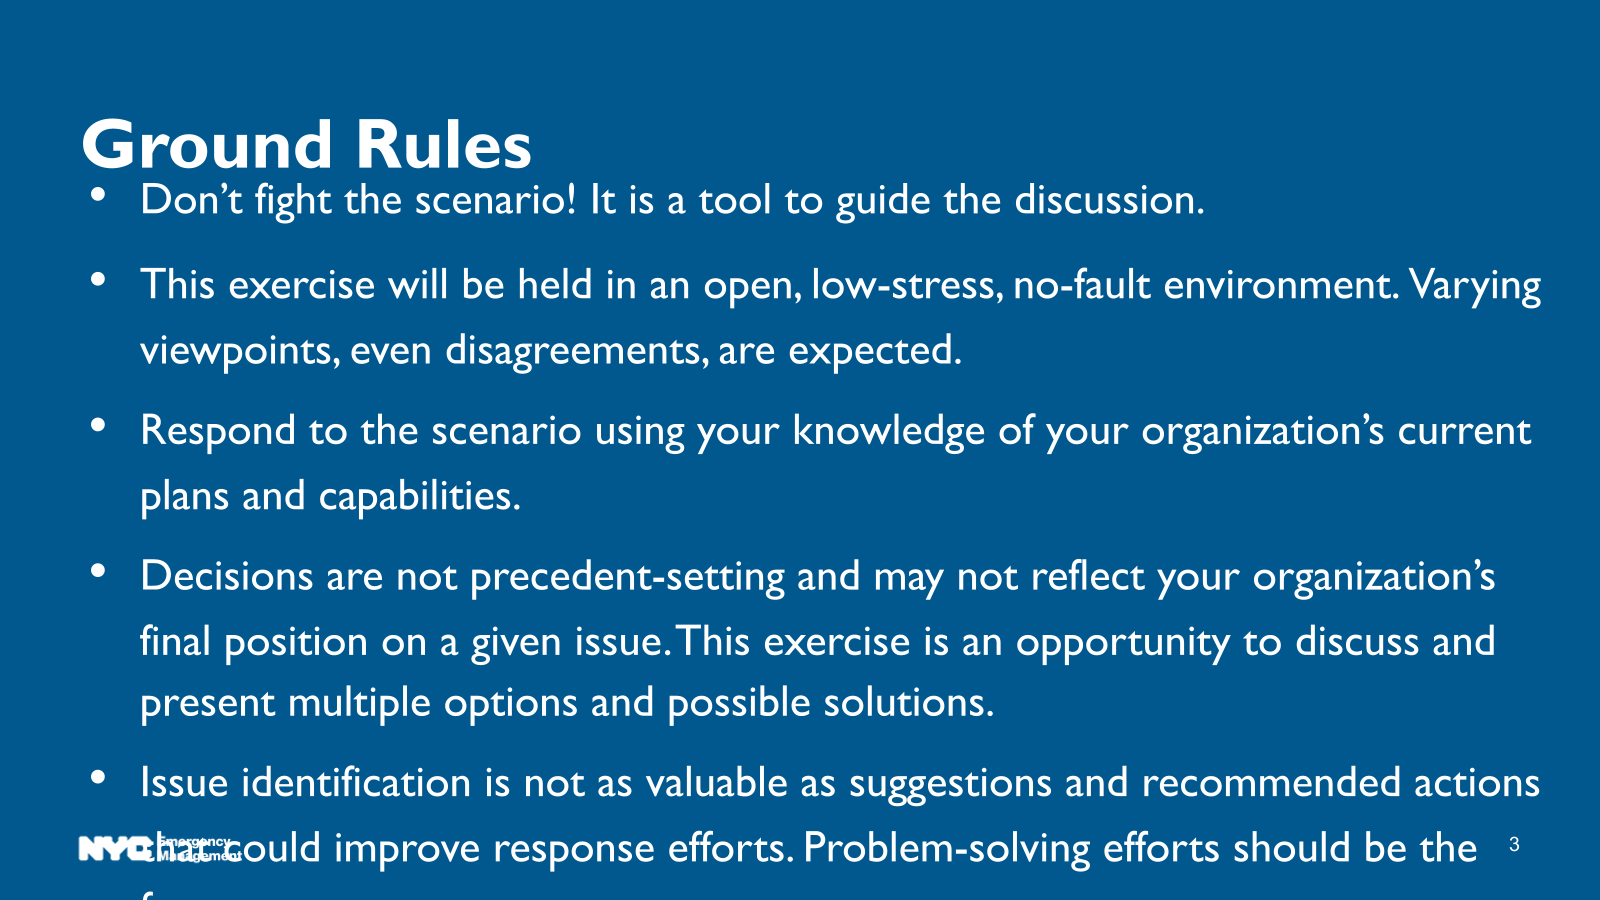 Ground Rules
• Don’t fight the scenario! It is a tool to guide the discussion.
• This exercise will be held in an open, low-stress, no-fault environment. Varying
viewpoints, even disagreements, are expected.
• Respond to the scenario using your knowledge of your organization’s current
plans and capabilities.
• Decisions are not precedent-setting and may not reflect your organization’s
final position on a given issue. This exercise is an opportunity to discuss and
present multiple options and possible solutions.
• Issue identification is not as valuable as suggestions and recommended actions
that could improve response efforts. Problem-solving efforts should be the
NYC Emergency
Management
3